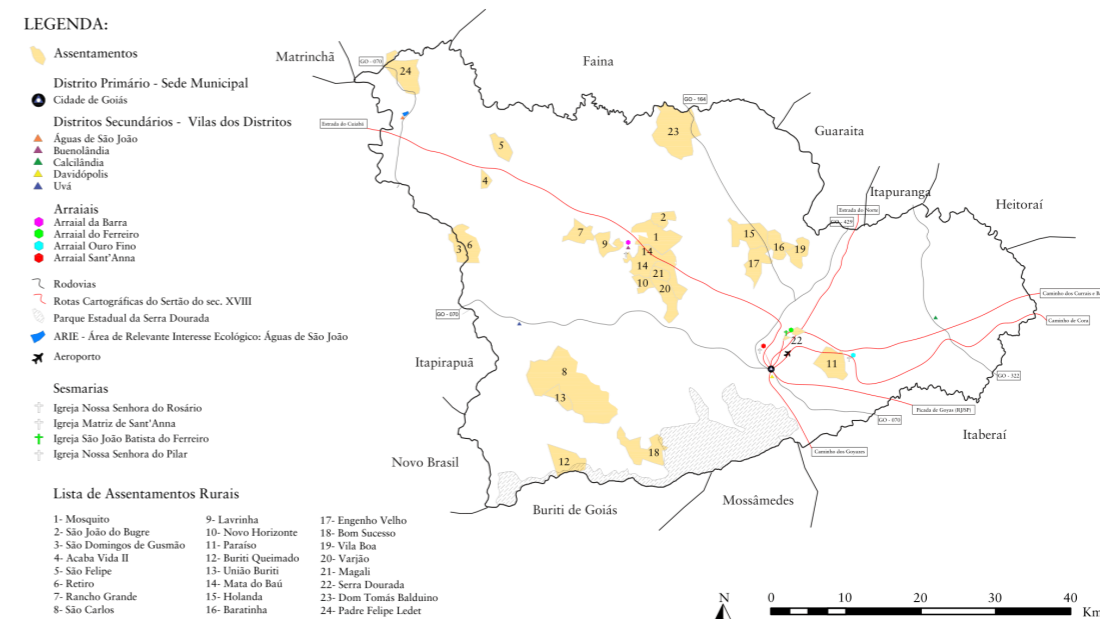 LEGENDA:
Assentamentos
Distrito Primário - Sede Municipal
Cidade de Goiás
Distritos Secundários - Vilas dos Distritos
Águas de São João
Buenolândia
Calcilândia
Davidópolis
Uvá
Arraiais
Arraial da Barra
Arraial do Ferreiro
Arraial Ouro Fino
Arraial Sant'Anna
Rodovias
Rotas Cartográficas do Sertão do sec. XVIII
Parque Estadual da Serra Dourada
ARIE - Área de Relevante Interesse Ecológico: Águas de São João
Aeroporto
Sesmarias
Igreja Nossa Senhora do Rosário
Igreja Matriz de Sant'Anna
Igreja São João Batista do Ferreiro
Igreja Nossa Senhora do Pilar
Lista de Assentamentos Rurais
1- Mosquito
2- São João do Bugre
3- São Domingos de Gusmão
4- Acaba Vida II
5- São Felipe
6- Retiro
7- Rancho Grande
8- São Carlos
9- Lavrinha
10- Novo Horizonte
11- Paraíso
12- Buriti Queimado
13- União Buriti
14- Mata do Baú
15- Holanda
16- Baratinha
17- Engenho Velho
18- Bom Sucesso
19- Vila Boa
20- Varjão
21- Magali
22- Serra Dourada
23- Dom Tomás Balduino
24- Padre Felipe Ledet
Matrinchã
GO - 070
24
Faina
GO - 164
Estrada do Cuiabá
23
Guaraíta
5
4
Itapuranga
Estrada do Norte
GO - 429
Heitoraí
2
7
9
1
14
15
16
19
3
6
14
17
21
10
20
Caminho dos Currais e
Caminho de Cora
GO - 070
22
Itapirapuã
11
8
GO - 322
13
Picada de Goyaz (RJ/SP)
GO - 070
Itaberaí
Caminho dos Goyazes
18
Novo Brasil
12
Mossâmedes
Buriti de Goiás
N
0 10 20 30 40
Km